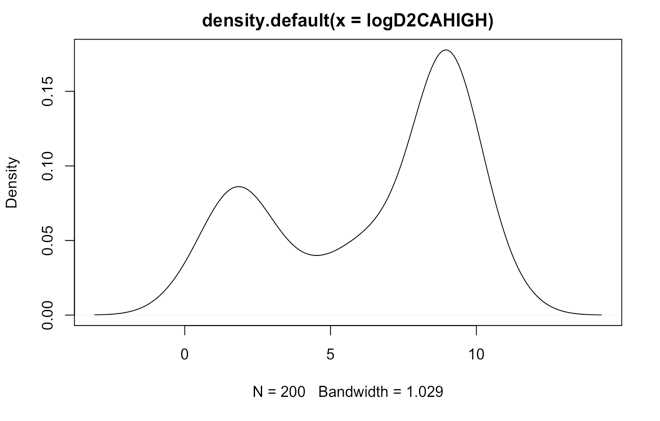 density.default(x = logD2CAHIGH)
Density
0.15
0.10
0.05
0.00
0 5 10
N = 200 Bandwidth = 1.029